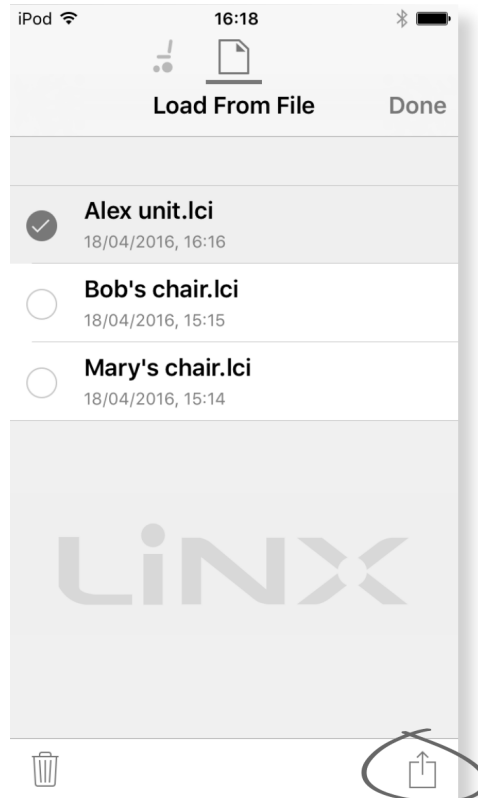 iPod 16:18
Load From File Done
Alex unit.lci
18/04/2016, 16:16
Bob's chair.lci
18/04/2016, 15:15
Mary's chair.lci
18/04/2016, 15:14
LiNX